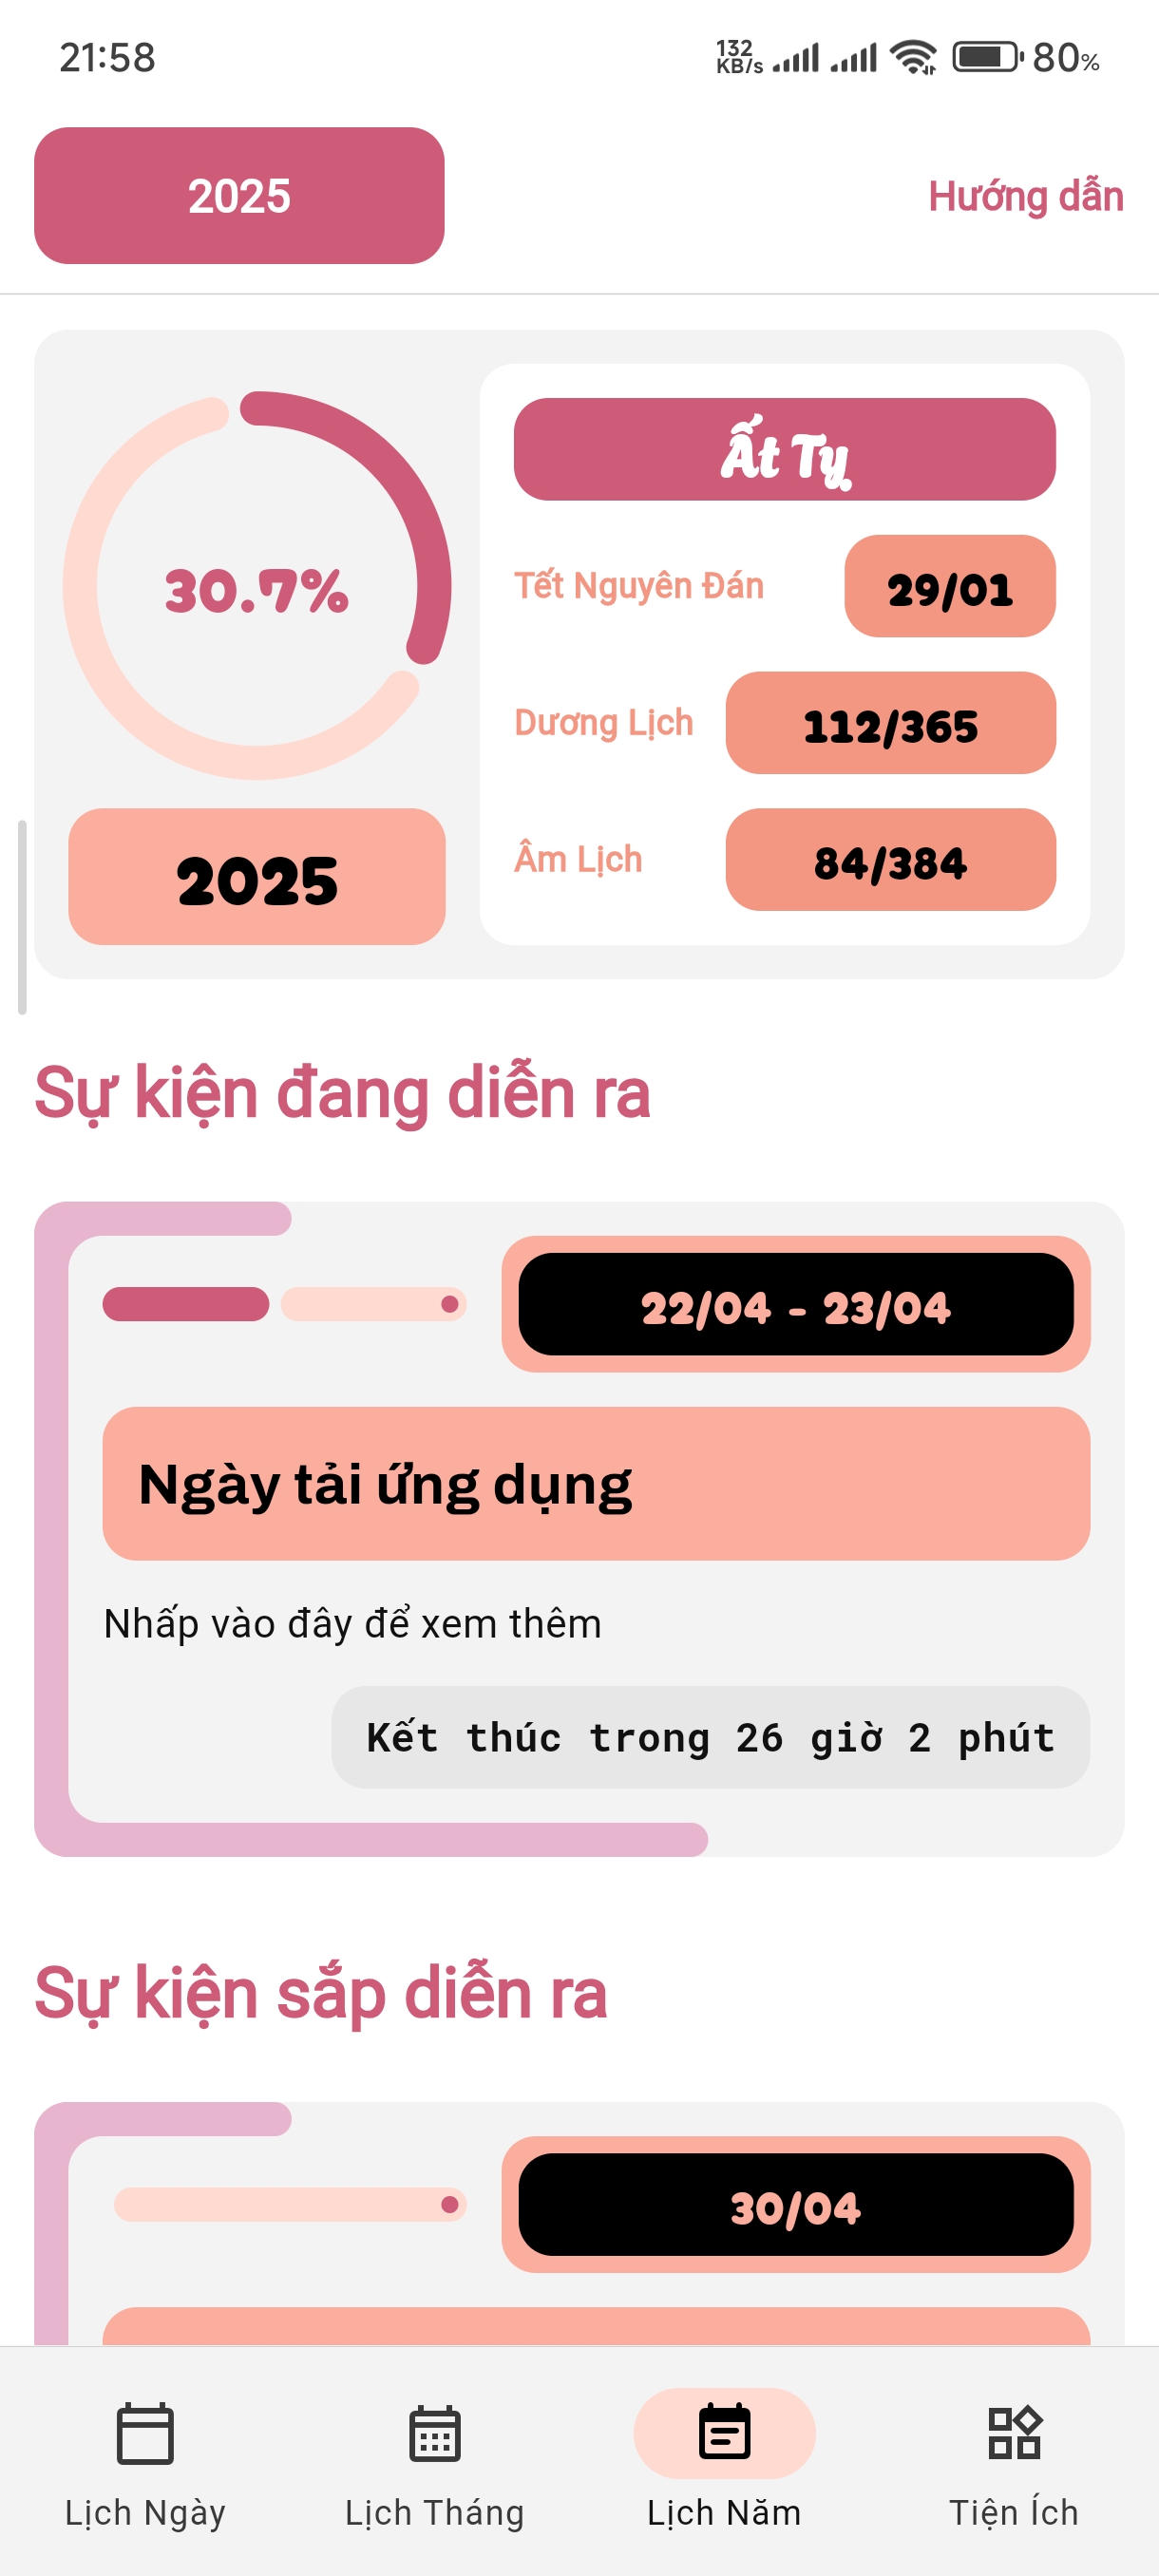 21:58
132
KB/s
80%
2025
Hướng dẫn
30.7%
2025
Ất Tỵ
Tết Nguyên Đán 29/01
Dương Lịch 112/365
Âm Lịch 84/384
Sự kiện đang diễn ra
22/04 - 23/04
Ngày tải ứng dụng
Nhấp vào đây để xem thêm
Kết thúc trong 26 giờ 2 phút
Sự kiện sắp diễn ra
30/04
Lịch Ngày
Lịch Tháng
Lịch Năm
Tiện Ích